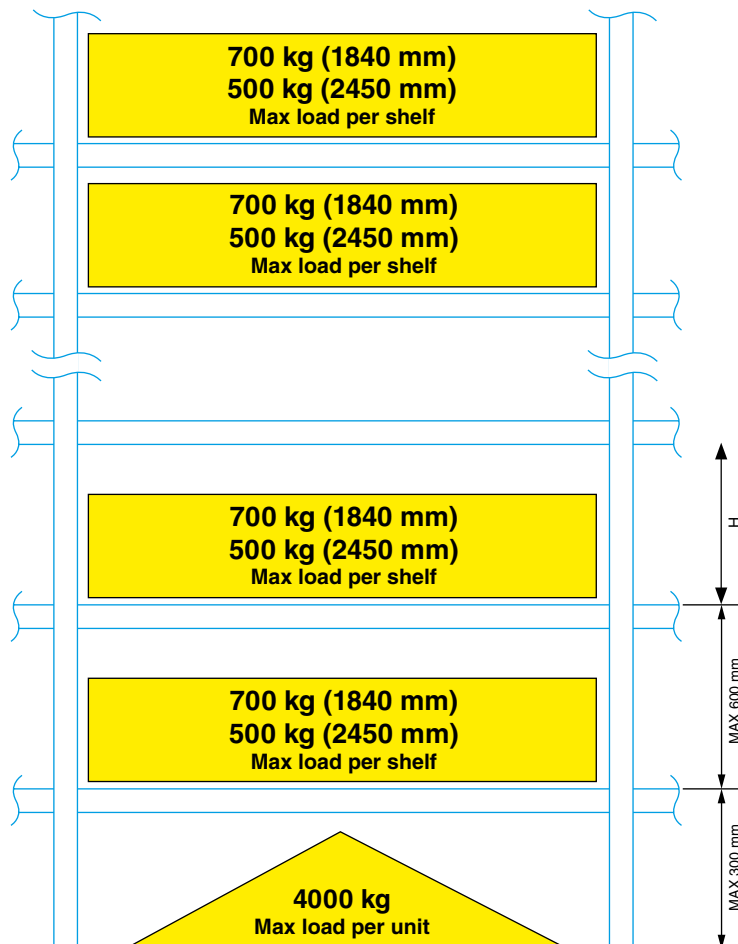 700 kg (1840 mm)
500 kg (2450 mm)
Max load per shelf
700 kg (1840 mm)
500 kg (2450 mm)
Max load per shelf
H
700 kg (1840 mm)
500 kg (2450 mm)
Max load per shelf
MAX 600 mm
700 kg (1840 mm)
500 kg (2450 mm)
Max load per shelf
MAX 300 mm
4000 kg
Max load per unit